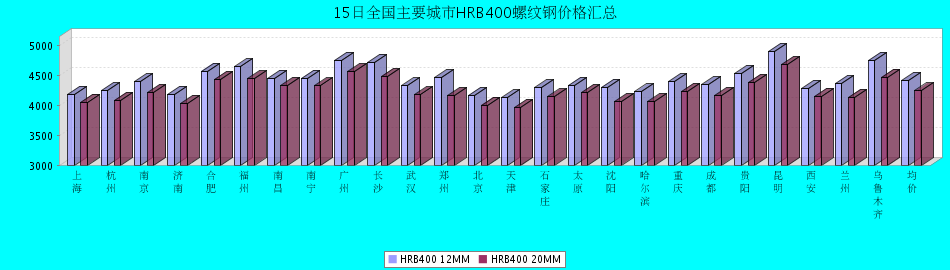 15日全国主要城市HRB400螺纹钢价格汇总
5000
4500
4000
3500
3000
上海
杭州
南京
济南
合肥
福州
南昌
南宁
广州
长沙
武汉
郑州
北京
天津
石家庄
太原
沈阳
哈尔滨
重庆
成都
贵阳
昆明
西安
兰州
乌鲁木齐
均价
HRB400 12MM
HRB400 20MM